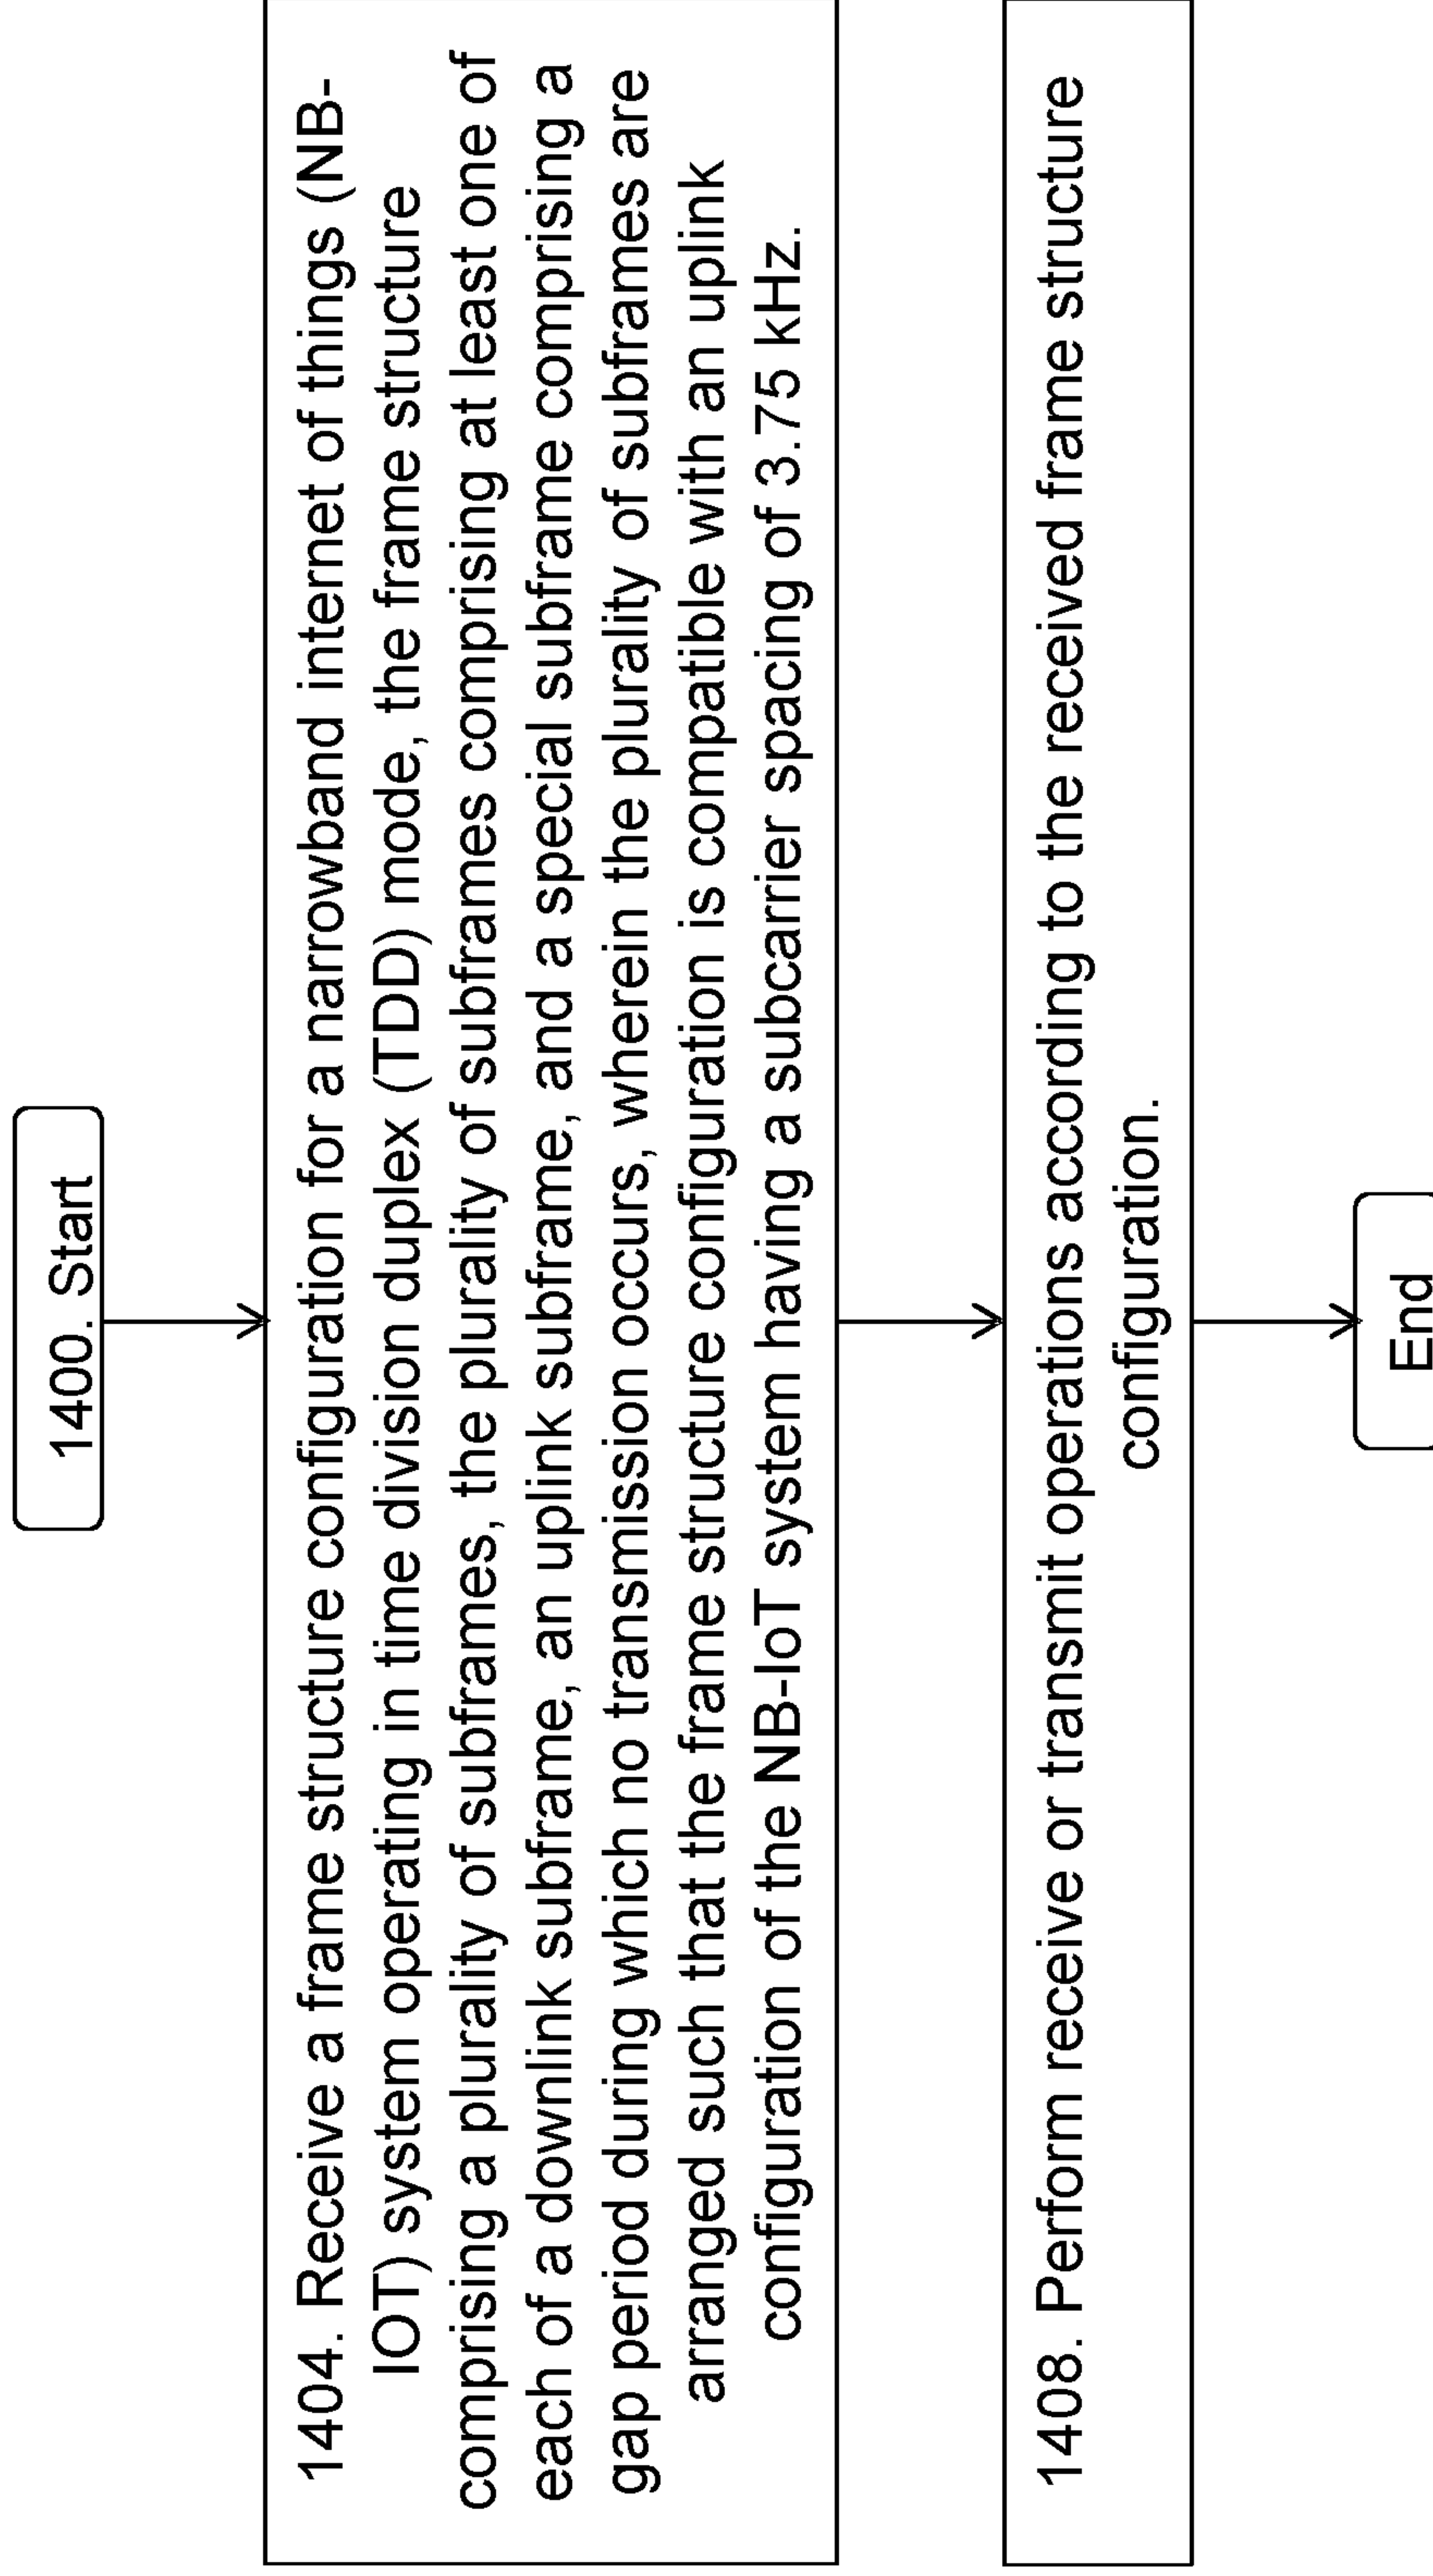 1400. Start
1404. Receive a frame structure configuration for a narrowband internet of things (NB-
IOT) system operating in time division duplex (TDD) mode, the frame structure
comprising a plurality of subframes, the plurality of subframes comprising at least one of
each of a downlink subframe, an uplink subframe, and a special subframe comprising a
gap period during which no transmission occurs, wherein the plurality of subframes are
arranged such that the frame structure configuration is compatible with an uplink
configuration of the NB-IoT system having a subcarrier spacing of 3.75 kHz.
1408. Perform receive or transmit operations according to the received frame structure
configuration.
End